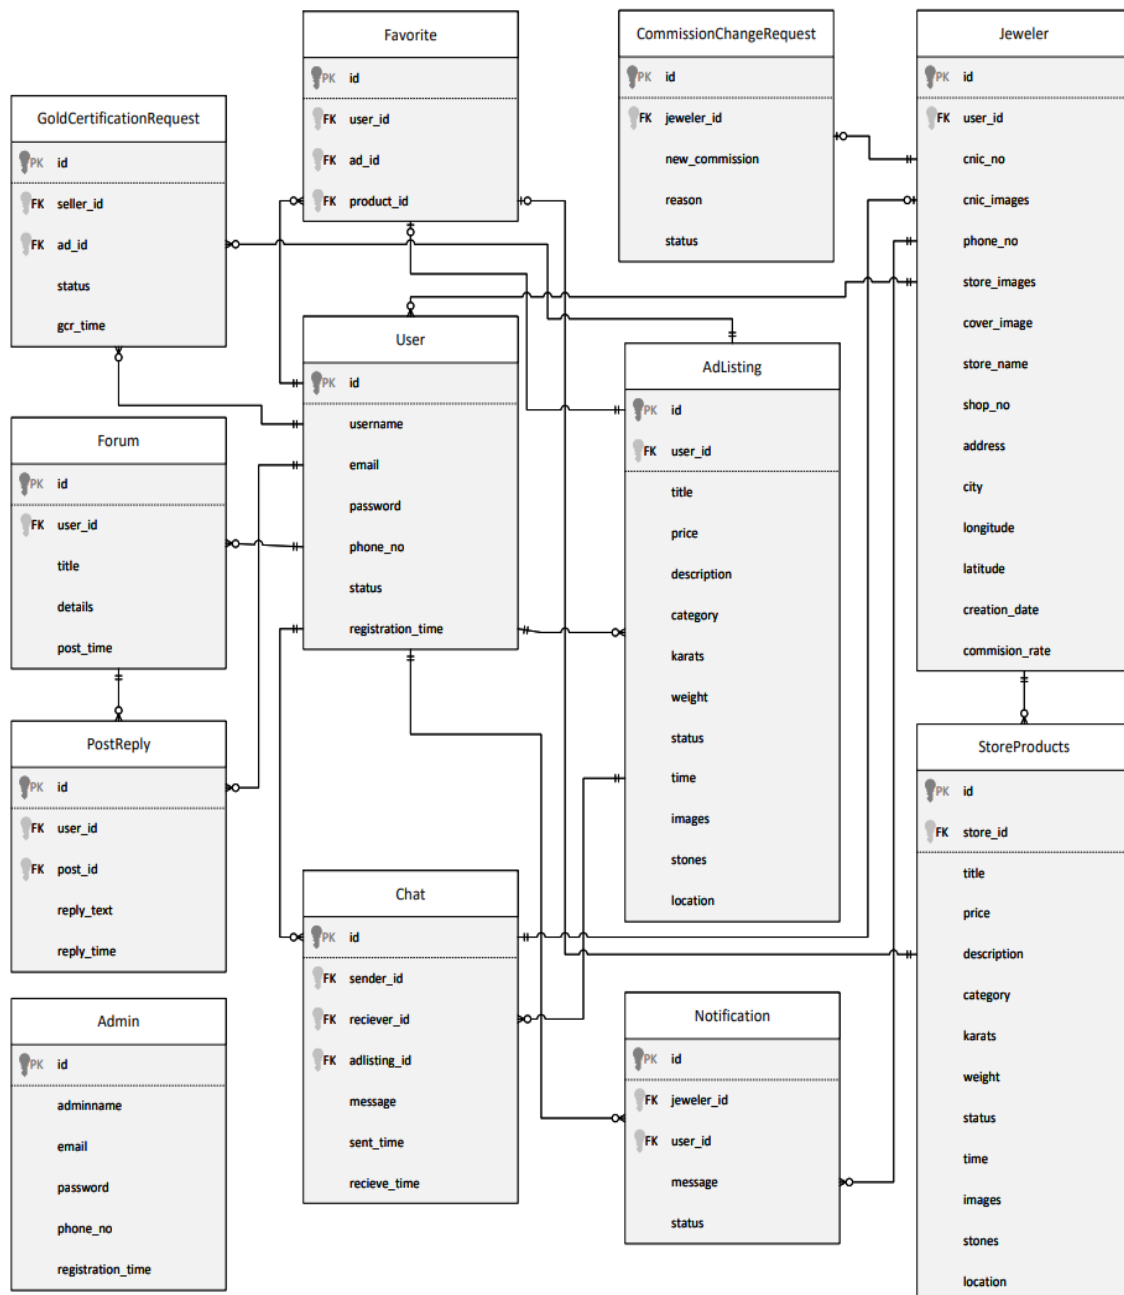 GoldCertificationRequest
PK id
FK seller_id
FK ad_id
status
gcr_time
Forum
PK id
FK user_id
title
details
post_time
PostReply
PK id
FK user_id
FK post_id
reply_text
reply_time
Admin
PK id
adminname
email
password
phone_no
registration_time
Favorite
PK id
FK user_id
FK ad_id
FK product_id
User
PK id
username
email
password
phone_no
status
registration_time
Chat
PK id
FK sender_id
FK reciever_id
FK adlisting_id
message
sent_time
recieve_time
CommissionChangeRequest
PK id
FK jeweler_id
new_commission
reason
status
AdListing
PK id
FK user_id
title
price
description
category
karats
weight
status
time
images
stones
location
Notification
PK id
FK jeweler_id
FK user_id
message
status
Jeweler
PK id
FK user_id
cnic_no
cnic_images
phone_no
store_images
cover_image
store_name
shop_no
address
city
longitude
latitude
creation_date
commision_rate
StoreProducts
PK id
FK store_id
title
price
description
category
karats
weight
status
time
images
stones
location